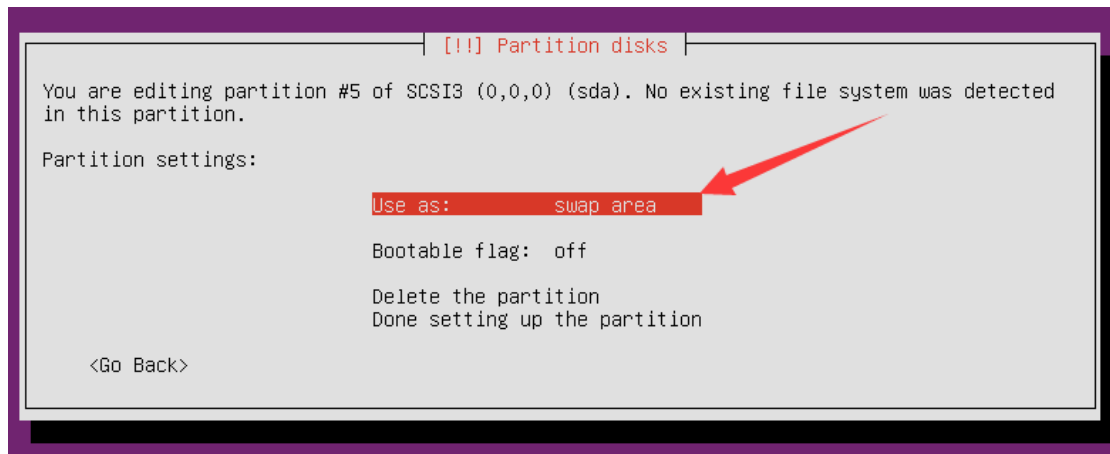 [!!] Partition disks
You are editing partition #5 of SCSI3 (0,0,0) (sda). No existing file system was detected
in this partition.
Partition settings:
Use as: swap area
Bootable flag: off
Delete the partition
Done setting up the partition
<Go Back>